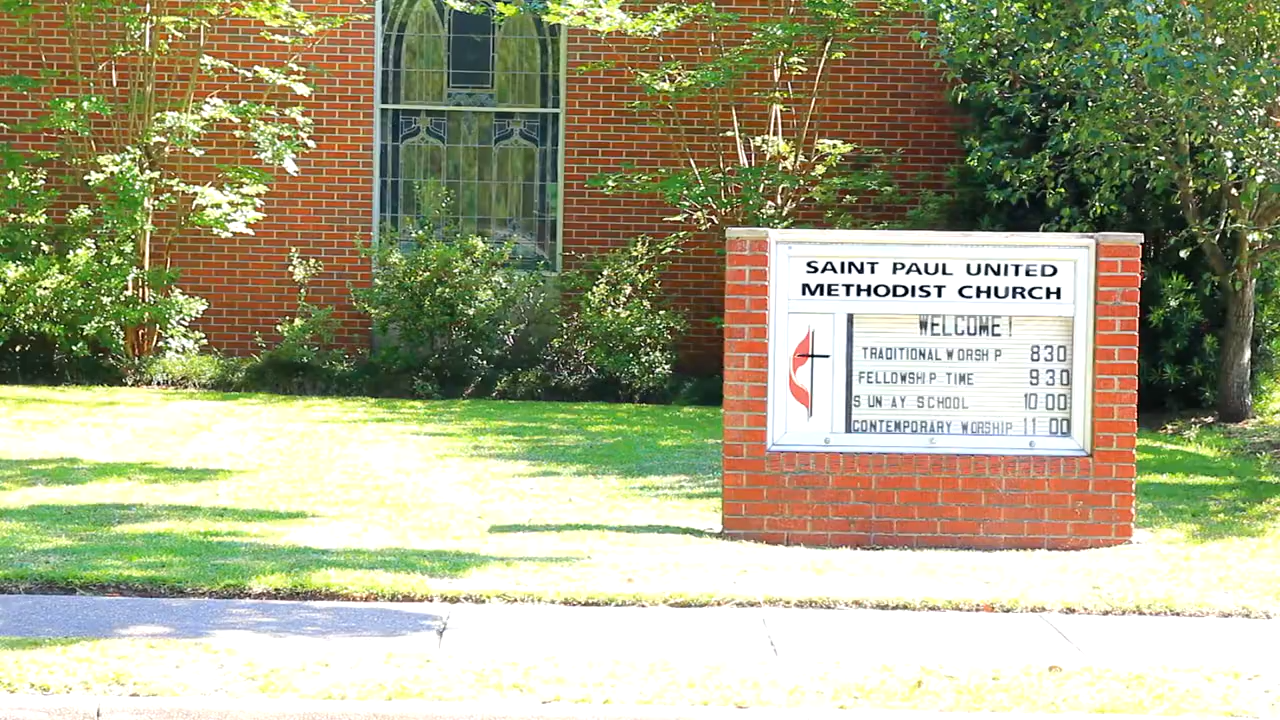 SAINT PAUL UNITED
METHODIST CHURCH
WELCOME!
TRADITIONAL WORSH P 830
FELLOWSHIP TIME 930
S UN AY SCHOOL 10 00
CONTEMPORARY WORSHIP 11 00